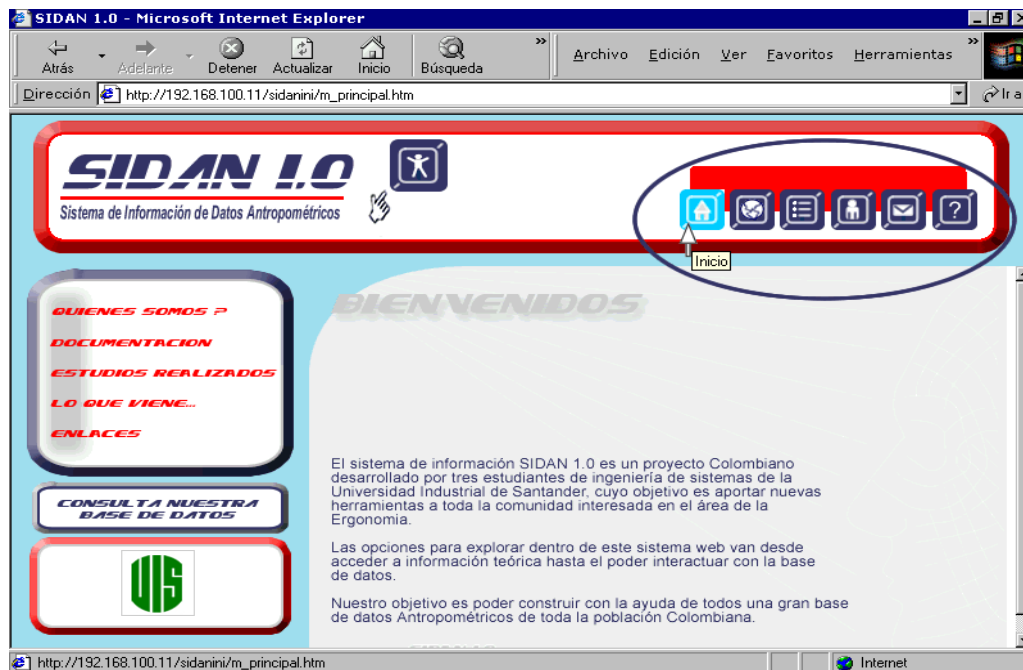 SIDAN 1.0 - Microsoft Internet Explorer
Atrás
Adelante
Detener
Actualizar
Inicio
Búsqueda
»
Archivo Edición Ver Favoritos Herramientas
»
Dirección http://192.168.100.11/sidanini/m_principal.htm
Ir a
SIDAN 1.0
Sistema de Información de Datos Antropométricos
?
Inicio
QUIENES SOMOS ?
DOCUMENTACION
ESTUDIOS REALIZADOS
LO QUE VIENE...
ENLACES
CONSULTA NUESTRA
BASE DE DATOS
UIS
BIENVENIDOS
El sistema de información SIDAN 1.0 es un proyecto Colombiano
desarrollado por tres estudiantes de ingeniería de sistemas de la
Universidad Industrial de Santander, cuyo objetivo es aportar nuevas
herramientas a toda la comunidad interesada en el área de la
Ergonomia.
Las opciones para explorar dentro de este sistema web van desde
acceder a información teórica hasta el poder interactuar con la base
de datos.
Nuestro objetivo es poder construir con la ayuda de todos una gran base
de datos Antropométricos de toda la población Colombiana.
http://192.168.100.11/sidanini/m_principal.htm
Internet